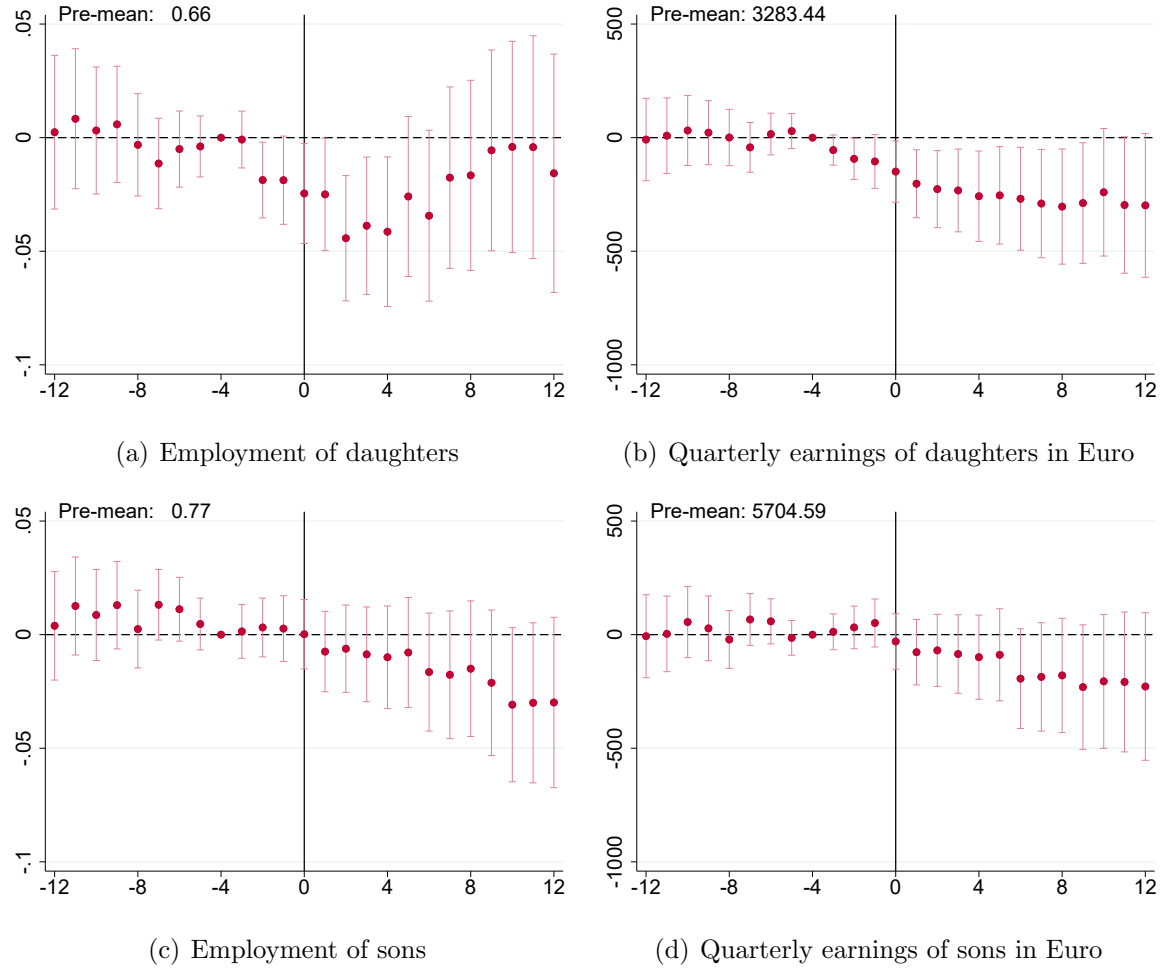 Pre-mean: 0.66
.05
0
-.05
-.1
-12 -8 -4 0 4 8 12
(a) Employment of daughters
Pre-mean: 3283.44
500
0
-500
-1000
-12 -8 -4 0 4 8 12
(b) Quarterly earnings of daughters in Euro
Pre-mean: 0.77
.05
0
-.05
-.1
-12 -8 -4 0 4 8 12
(c) Employment of sons
Pre-mean: 5704.59
500
0
-500
-1000
-12 -8 -4 0 4 8 12
(d) Quarterly earnings of sons in Euro